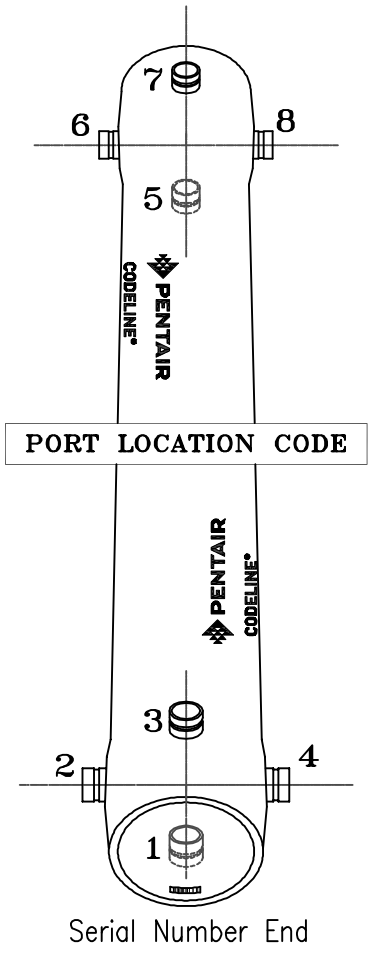 7
6
8
5
CODELINE®
PENTAIR
PORT LOCATION CODE
PENTAIR
CODELINE®
3
2
4
1
Serial Number End